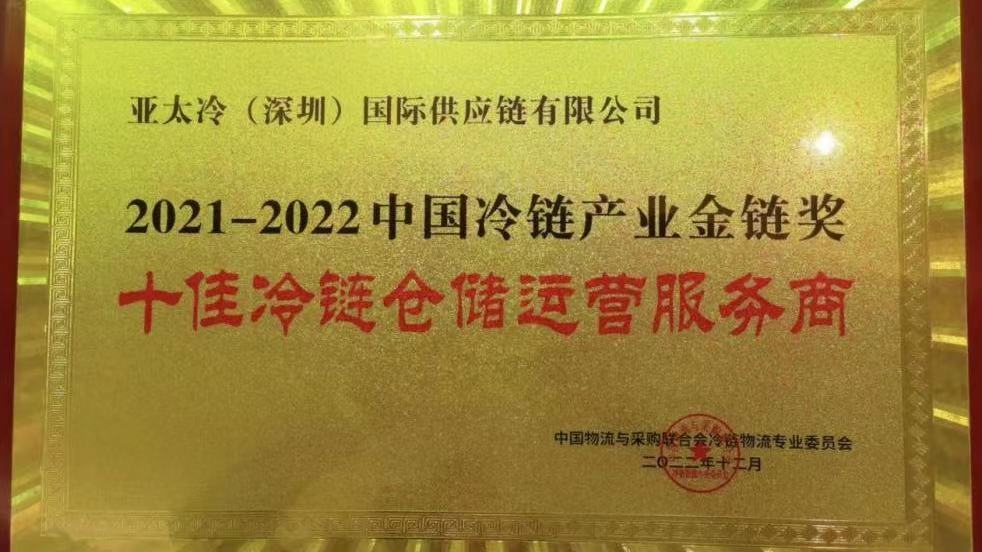 亚太冷（深圳）国际供应链有限公司
2021-2022中国冷链产业金链奖
十佳冷链仓储运营服务商
中国物流与采购联合会冷链物流专业委员会
二〇二二年十二月